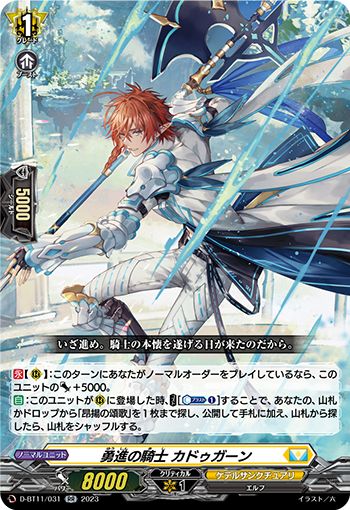 グレード
1
ブースト
シールド
5000
いざ進め。騎士の本懐を遂げる日が来たのだから。
永【R】:このターンにあなたがノーマルオーダーをプレイしているなら、このユニットの+5000。
自:このユニットがRに登場した時、[ブラスト1]することで、あなたの、山札かドロップから「昂揚の頌歌」を1枚まで探し、公開して手札に加え、山札から探したら、山札をシャッフルする。
ノーマルユニット
勇進の騎士 カドゥガーン
ケテルサンクチュアリ
パワー
8000
クリティカル
1
エルフ
D-BT11/031 RR 2023
イラスト/六